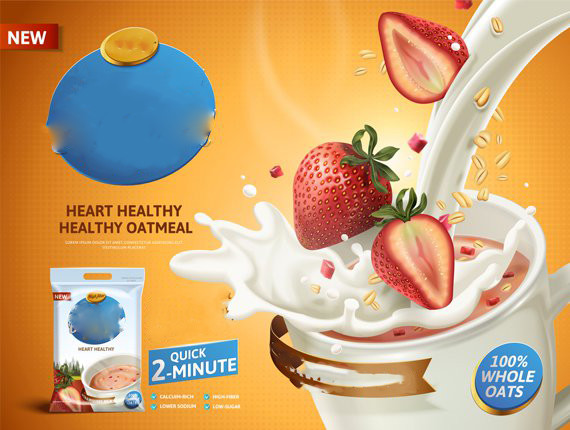 NEW
HEART HEALTHY
HEALTHY OATMEAL
NEW
HEART HEALTHY
QUICK
2-MINUTE
CALCIUM-RICH
HIGH-FIBER
LOWER SODIUM
LOW-SUGAR
100%
WHOLE
OATS